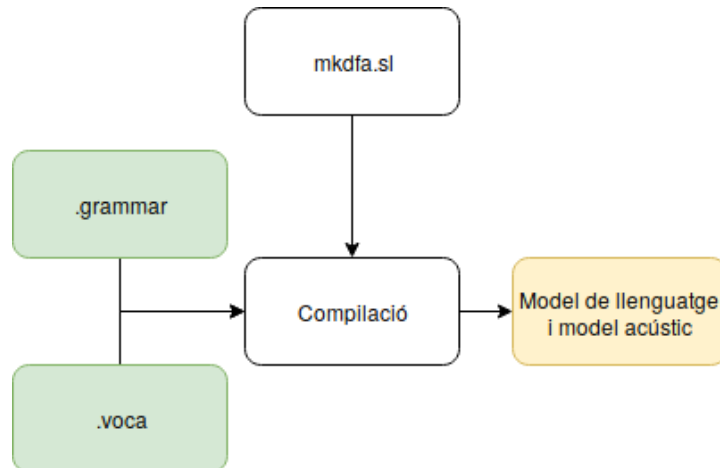 mkdfa.sl
.grammar
Compilació
Model de llenguatge
i model acústic
.voca